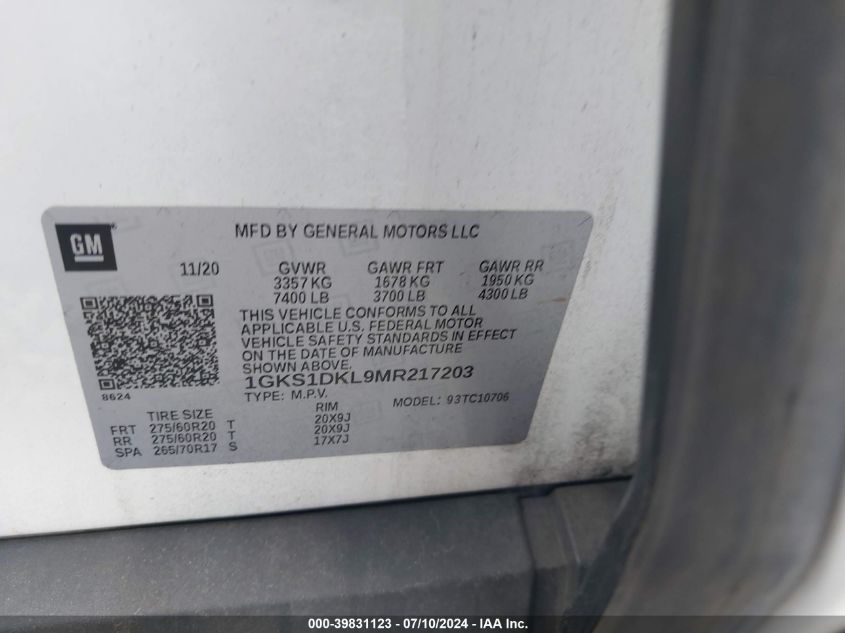 GM
MFD BY GENERAL MOTORS LLC
11/20 GVWR GAWR FRT GAWR RR
3357 KG 1678 KG 1950 KG
7400 LB 3700 LB 4300 LB
THIS VEHICLE CONFORMS TO ALL
APPLICABLE U.S. FEDERAL MOTOR
VEHICLE SAFETY STANDARDS IN EFFECT
ON THE DATE OF MANUFACTURE
SHOWN ABOVE.
1GKS1DKL9MR217203
8624
TYPE: M.P.V. MODEL: 93TC10706
TIRE SIZE RIM
FRT 275/60R20 T 20X9J
RR 275/60R20 T 20X9J
SPA 265/70R17 S 17X7J
000-39831123 - 07/10/2024 - IAA Inc.